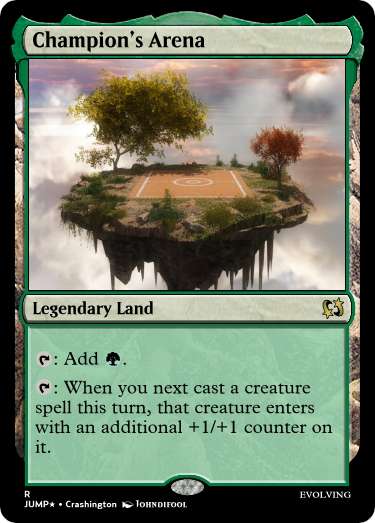 Champion's Arena
Legendary Land
: Add .
: When you next cast a creature
spell this turn, that creature enters
with an additional +1/+1 counter on
it.
R
EVOLVING
JUMP★ • Crashington JOHNDIFOOL